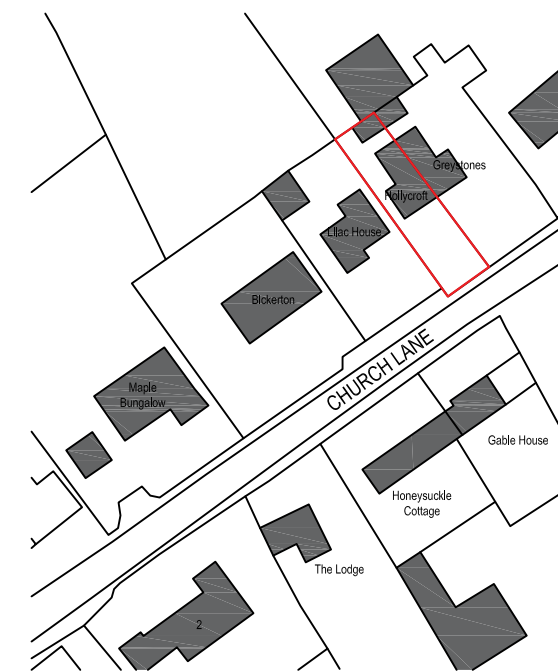 Greystones
Hollycroft
Lilac House
Bickerton
CHURCH LANE
Maple
Bungalow
Gable House
Honeysuckle
Cottage
The Lodge
2